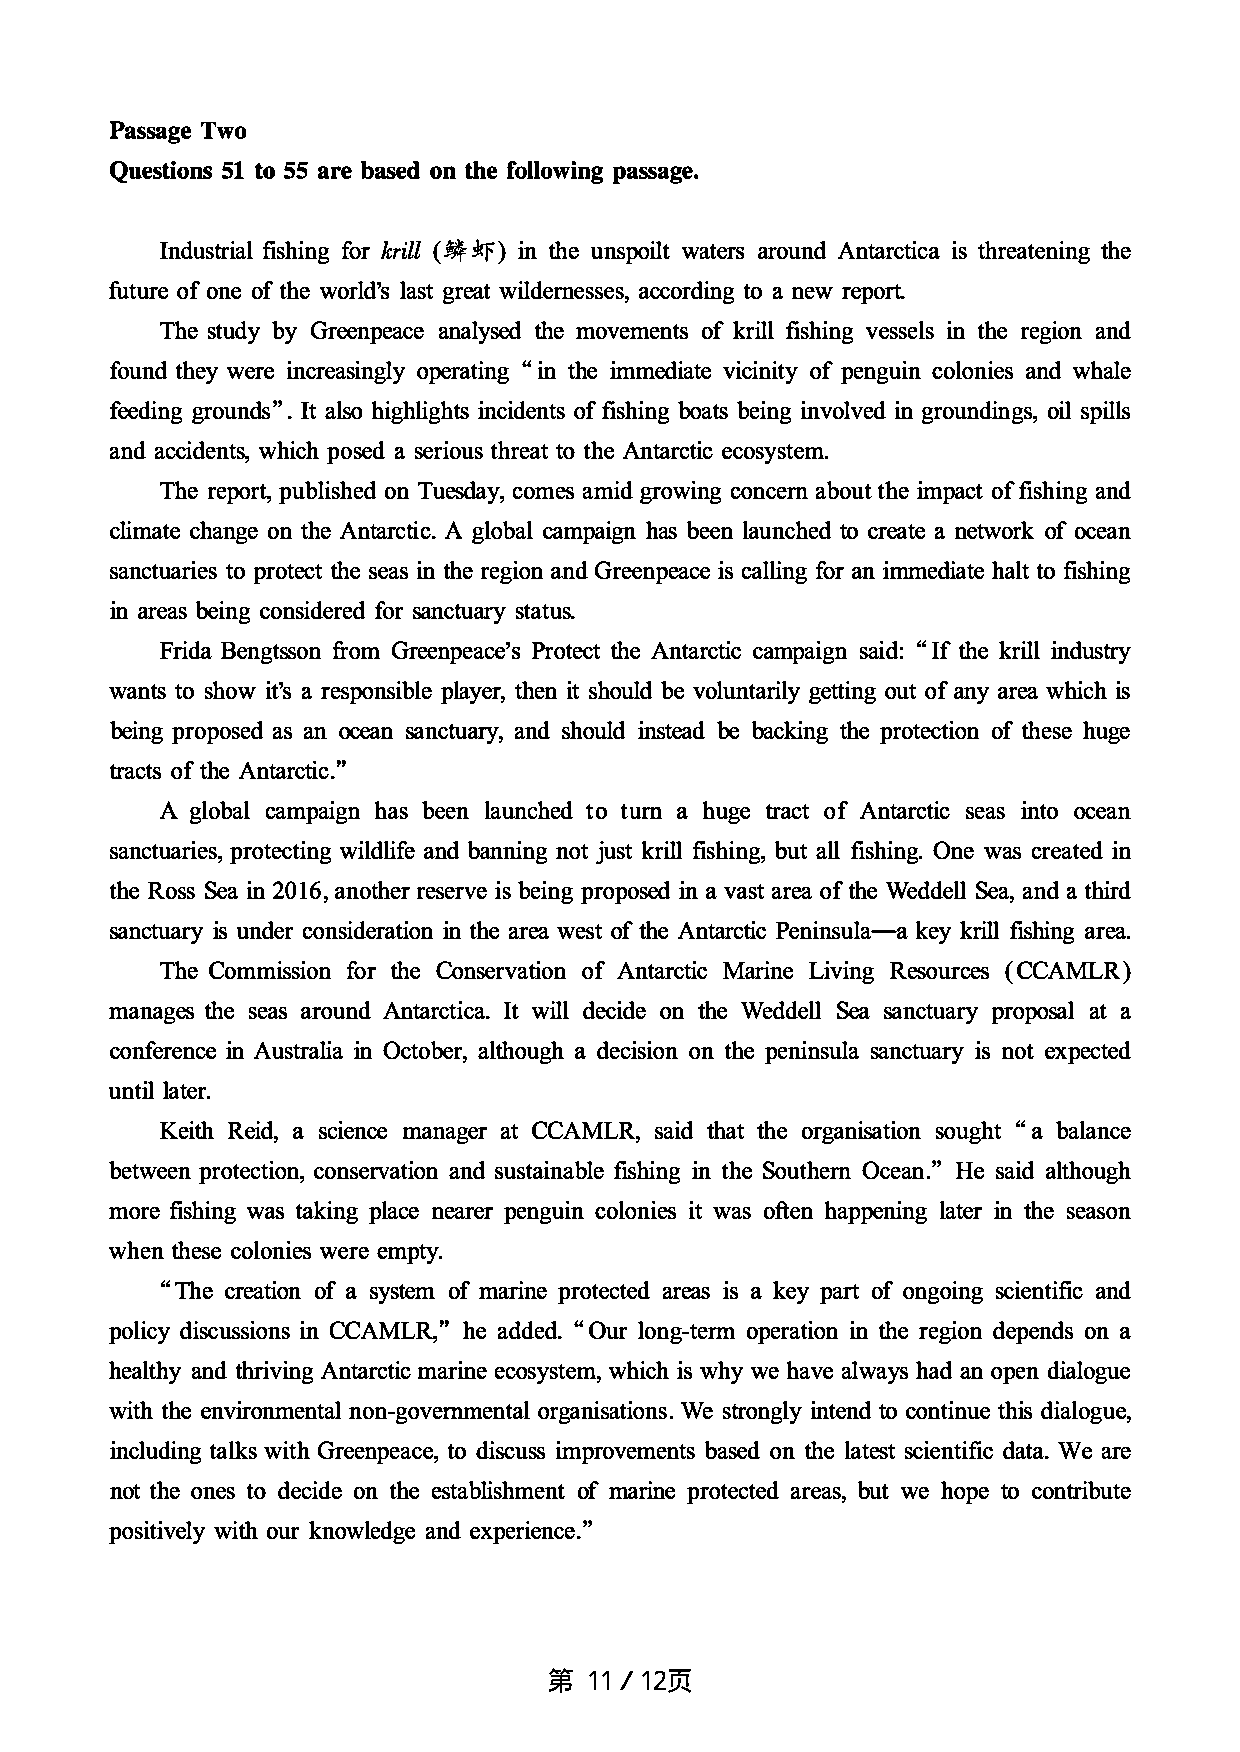 Passage Two
Questions 51 to 55 are based on the following passage.
Industrial fishing for krill (鳞虾) in the unspoilt waters around Antarctica is threatening the
future of one of the world's last great wildernesses, according to a new report.
The study by Greenpeace analysed the movements of krill fishing vessels in the region and
found they were increasingly operating “in the immediate vicinity of penguin colonies and whale
feeding grounds”. It also highlights incidents of fishing boats being involved in groundings, oil spills
and accidents, which posed a serious threat to the Antarctic ecosystem.
The report, published on Tuesday, comes amid growing concern about the impact of fishing and
climate change on the Antarctic. A global campaign has been launched to create a network of ocean
sanctuaries to protect the seas in the region and Greenpeace is calling for an immediate halt to fishing
in areas being considered for sanctuary status.
Frida Bengtsson from Greenpeace's Protect the Antarctic campaign said: “If the krill industry
wants to show it's a responsible player, then it should be voluntarily getting out of any area which is
being proposed as an ocean sanctuary, and should instead be backing the protection of these huge
tracts of the Antarctic.”
A global campaign has been launched to turn a huge tract of Antarctic seas into ocean
sanctuaries, protecting wildlife and banning not just krill fishing, but all fishing. One was created in
the Ross Sea in 2016, another reserve is being proposed in a vast area of the Weddell Sea, and a third
sanctuary is under consideration in the area west of the Antarctic Peninsula—a key krill fishing area.
The Commission for the Conservation of Antarctic Marine Living Resources (CCAMLR)
manages the seas around Antarctica. It will decide on the Weddell Sea sanctuary proposal at a
conference in Australia in October, although a decision on the peninsula sanctuary is not expected
until later.
Keith Reid, a science manager at CCAMLR, said that the organisation sought “a balance
between protection, conservation and sustainable fishing in the Southern Ocean.” He said although
more fishing was taking place nearer penguin colonies it was often happening later in the season
when these colonies were empty.
“The creation of a system of marine protected areas is a key part of ongoing scientific and
policy discussions in CCAMLR,” he added. “Our long-term operation in the region depends on a
healthy and thriving Antarctic marine ecosystem, which is why we have always had an open dialogue
with the environmental non-governmental organisations. We strongly intend to continue this dialogue,
including talks with Greenpeace, to discuss improvements based on the latest scientific data. We are
not the ones to decide on the establishment of marine protected areas, but we hope to contribute
positively with our knowledge and experience.”
第 11 / 12页